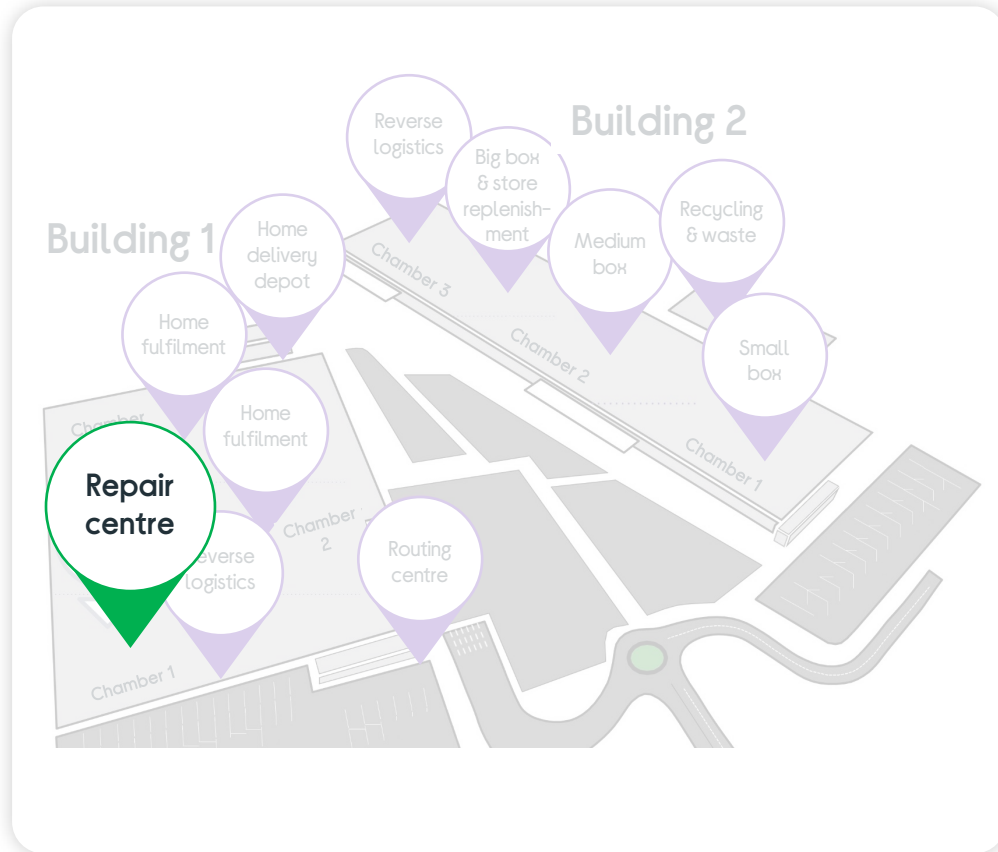 Building 2
Reverse
logistics
Big box
& store
replenish-
ment
Medium
box
Recycling
& waste
Small
box
Chamber 3
Chamber 2
Chamber 1
Building 1
Home
delivery
depot
Home
fulfilment
Home
fulfilment
Chamber
Repair
centre
Chamber
2
logistics
Routing
centre
Chamber 1